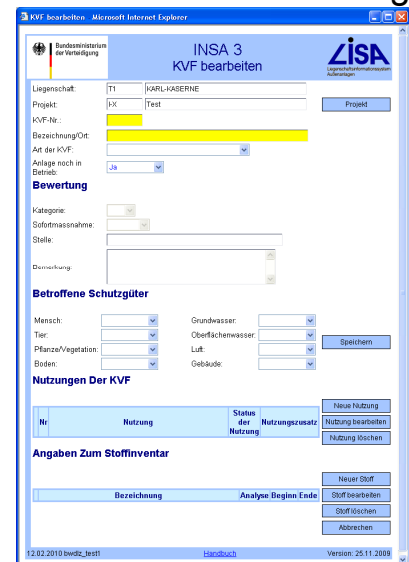 KVF bearbeiten Microsoft Internet Explorer
Bundesministerium
der Verteidigung
INSA 3
KVF bearbeiten
LISA
Liegenschaftsinformationssystem
Außenanlagen
Liegenschaft: T1 KARL-KASERNE
Projekt: I-X Test Projekt
KVF-Nr.:
Bezeichnung/Ort:
Art der KVF:
Anlage noch in
Betrieb: Ja
Bewertung
Kategorie:
Sofortmassnahme:
Stelle:
Bemerkung:
Betroffene Schutzgüter
Mensch: Grundwasser:
Tier: Oberflächenwasser:
Speichern
Pflanze/Vegetation: Luft:
Boden: Gebäude:
Nutzungen Der KVF
Neue Nutzung
Nr Nutzung Status der Nutzung Nutzungszusatz
Nutzung bearbeiten
Nutzung löschen
Angaben Zum Stoffinventar
Neuer Stoff
Bezeichnung Analyse Beginn Ende
Stoff bearbeiten
Stoff löschen
Abbrechen
12.02.2010 bwdlz_test1 Handbuch Version: 25.11.2009